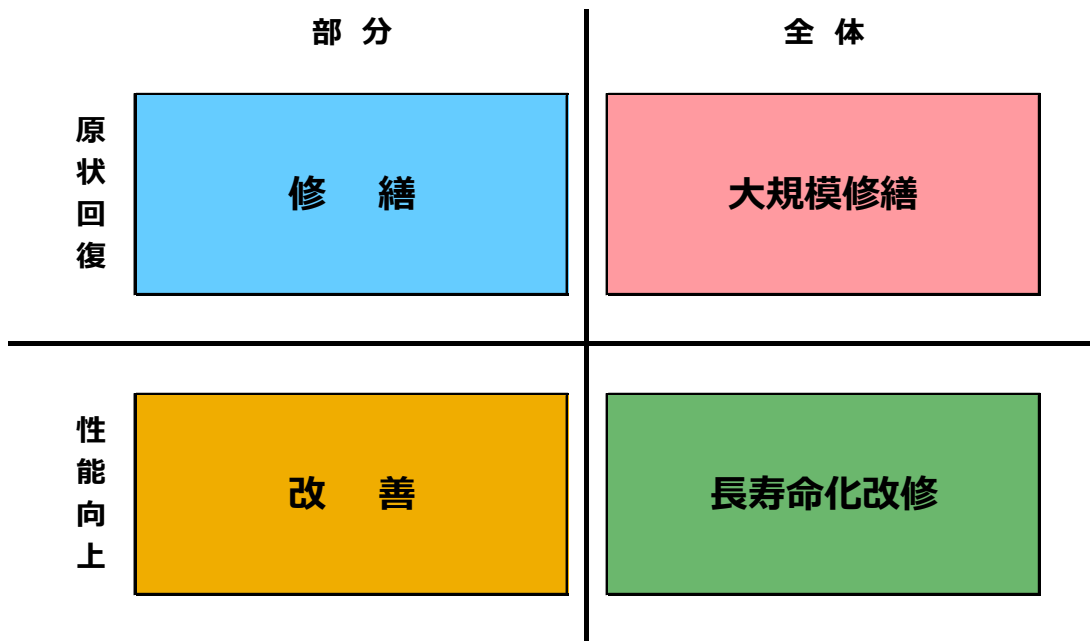 部 分
全 体
原状回復
修 繕
大規模修繕
性能向上
改 善
長寿命化改修